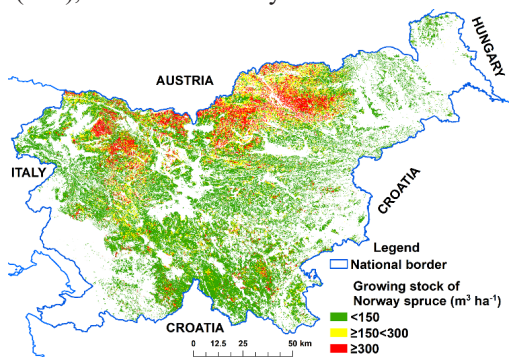 HUNGARY
AUSTRIA
ITALY
CROATIA
Legend
National border
Growing stock of
Norway spruce (m³ ha⁻¹)
<150
≥150<300
≥300
CROATIA
0 12.5 25 50 km